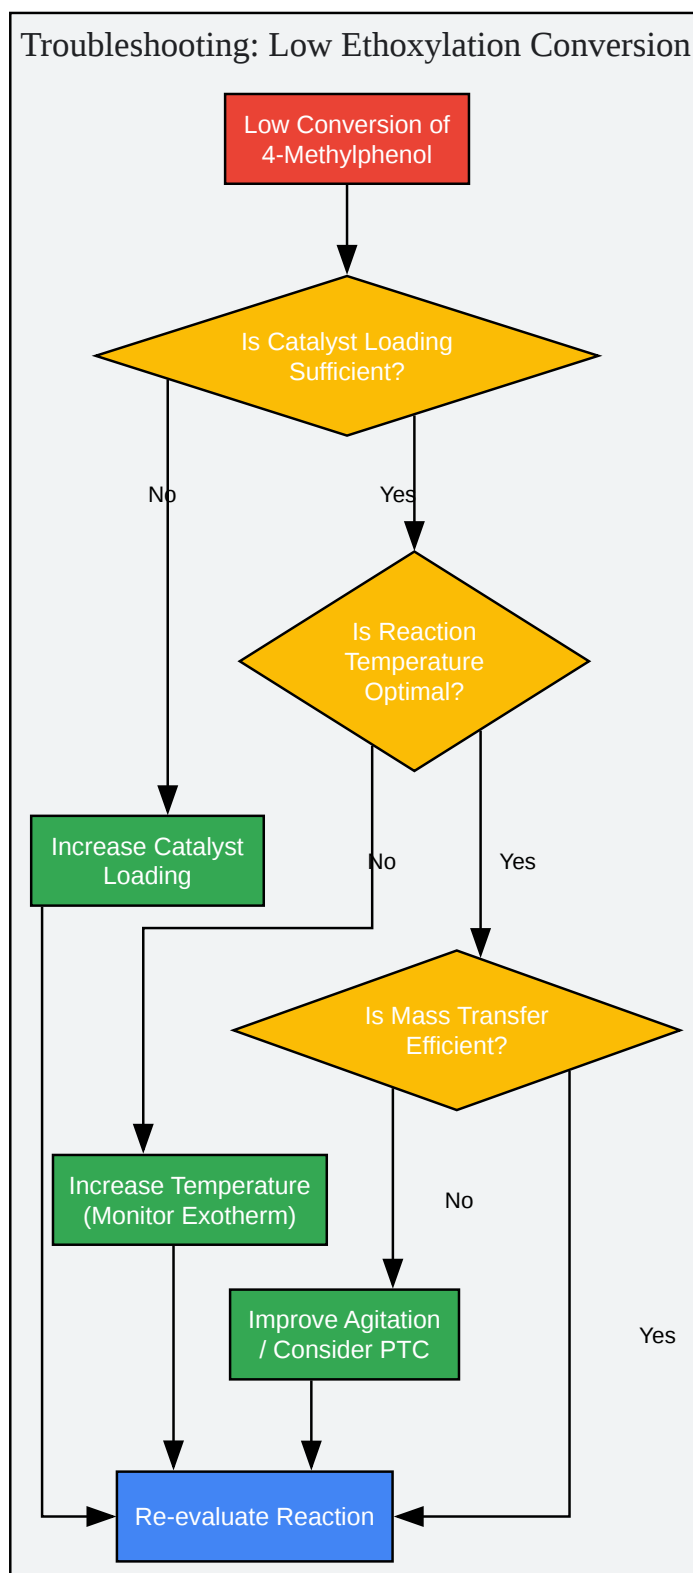 Troubleshooting: Low Ethoxylation Conversion
Low Conversion of
4-Methylphenol
Is Catalyst Loading
Sufficient?
No
Yes
Is Reaction
Temperature
Optimal?
Increase Catalyst
Loading
No
Yes
Is Mass Transfer
Efficient?
Increase Temperature
(Monitor Exotherm)
No
Improve Agitation
/ Consider PTC
Yes
Re-evaluate Reaction